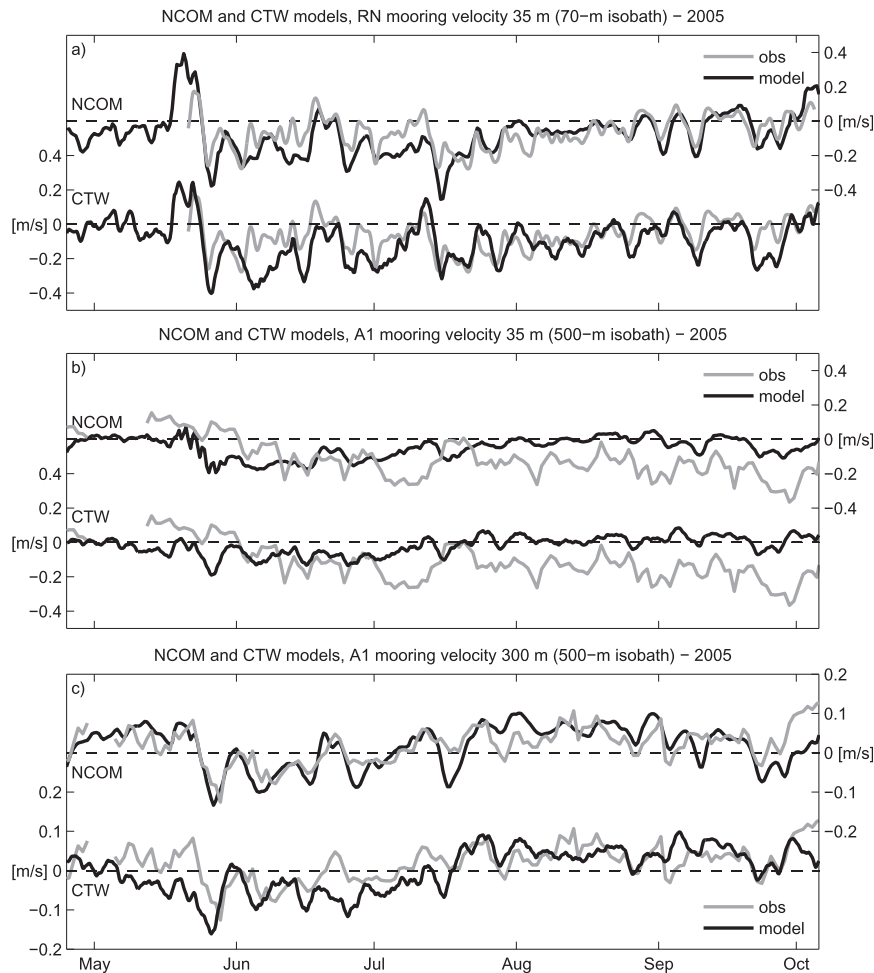 NCOM and CTW models, RN mooring velocity 35 m (70−m isobath) − 2005
a)
obs
model
NCOM
0.4
0.2
0 [m/s]
−0.2
−0.4
0.4
0.2
CTW
[m/s] 0
−0.2
−0.4
NCOM and CTW models, A1 mooring velocity 35 m (500−m isobath) − 2005
b)
obs
model
NCOM
0.4
0.2
0 [m/s]
−0.2
−0.4
0.4
0.2
CTW
[m/s] 0
−0.2
−0.4
NCOM and CTW models, A1 mooring velocity 300 m (500−m isobath) − 2005
c)
0.2
0.1
0 [m/s]
−0.1
−0.2
NCOM
0.2
0.1
[m/s] 0
CTW
−0.1
−0.2
obs
model
May Jun Jul Aug Sep Oct